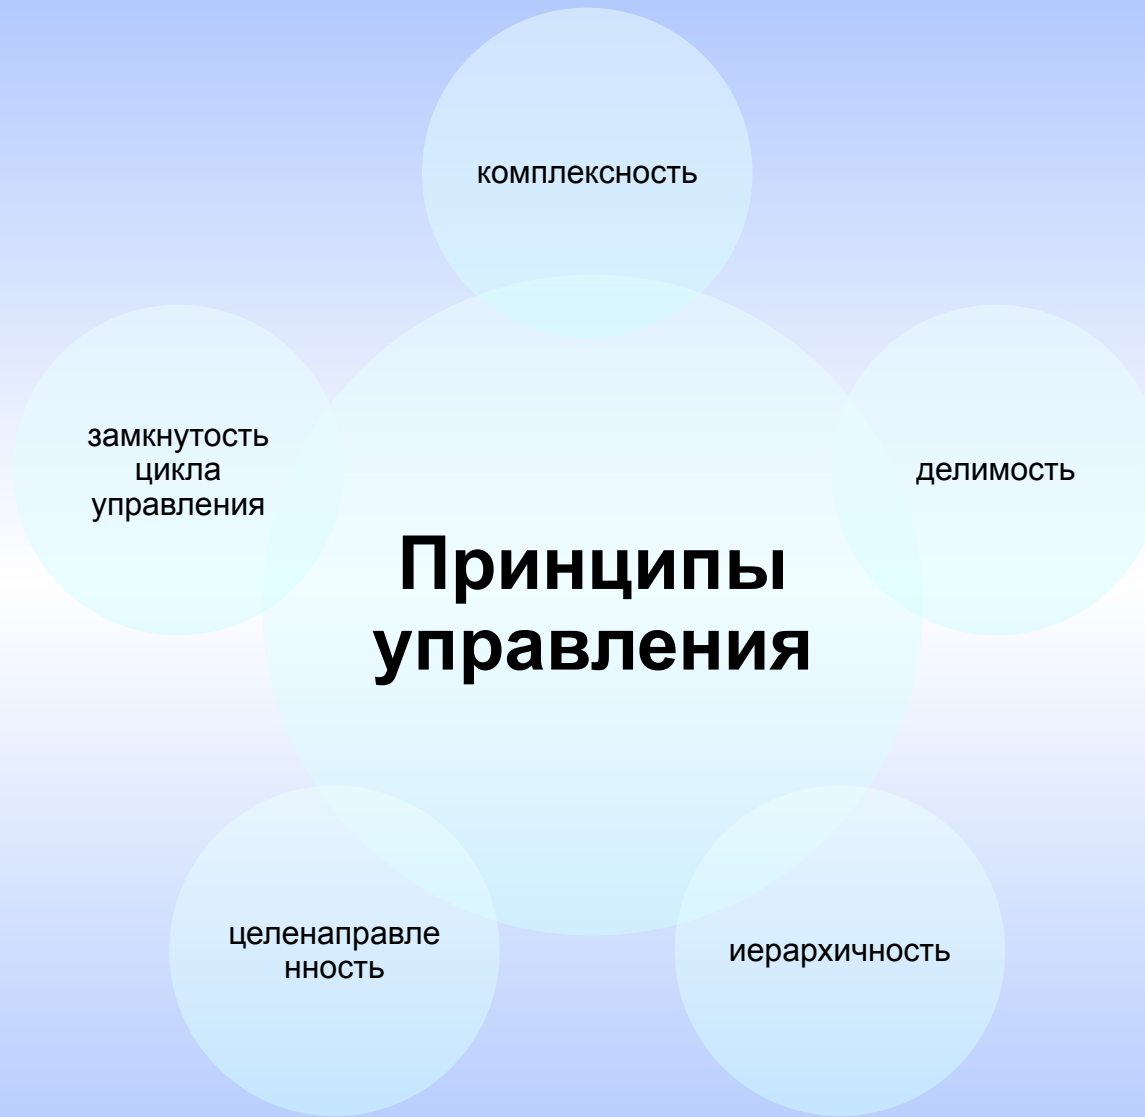 комплексность
замкнутость
цикла
управления
делимость
Принципы
управления
целенаправле
нность
иерархичность